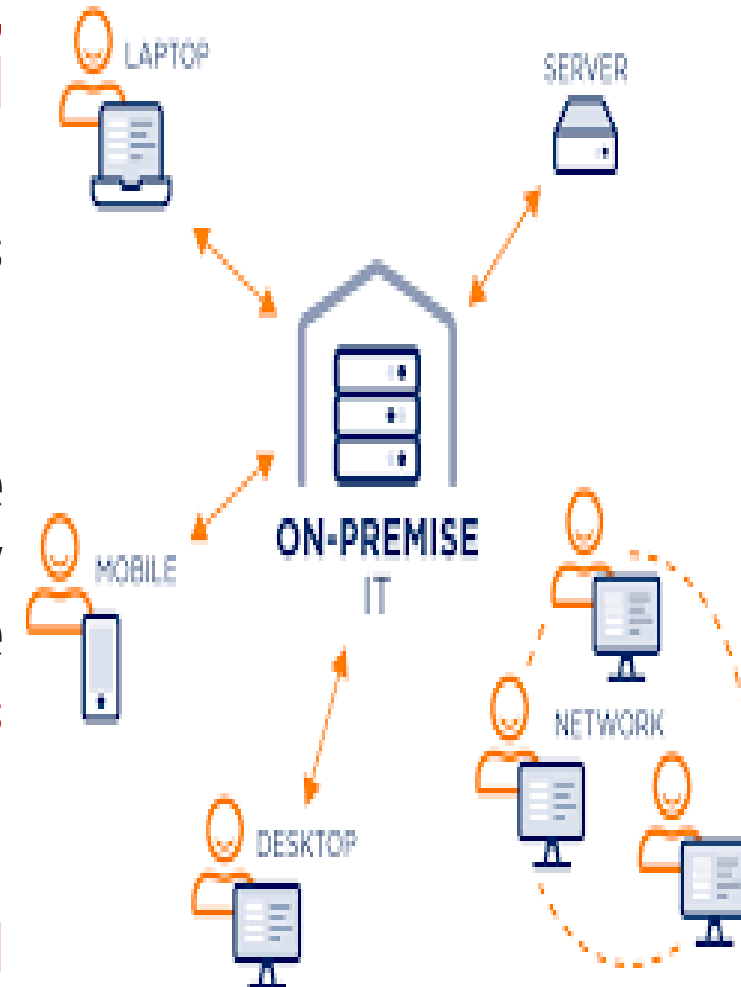 LAPTOP
SERVER
s
e
ON-PREMISE
IT
MOBILE
e
s
NETWORK
DESKTOP